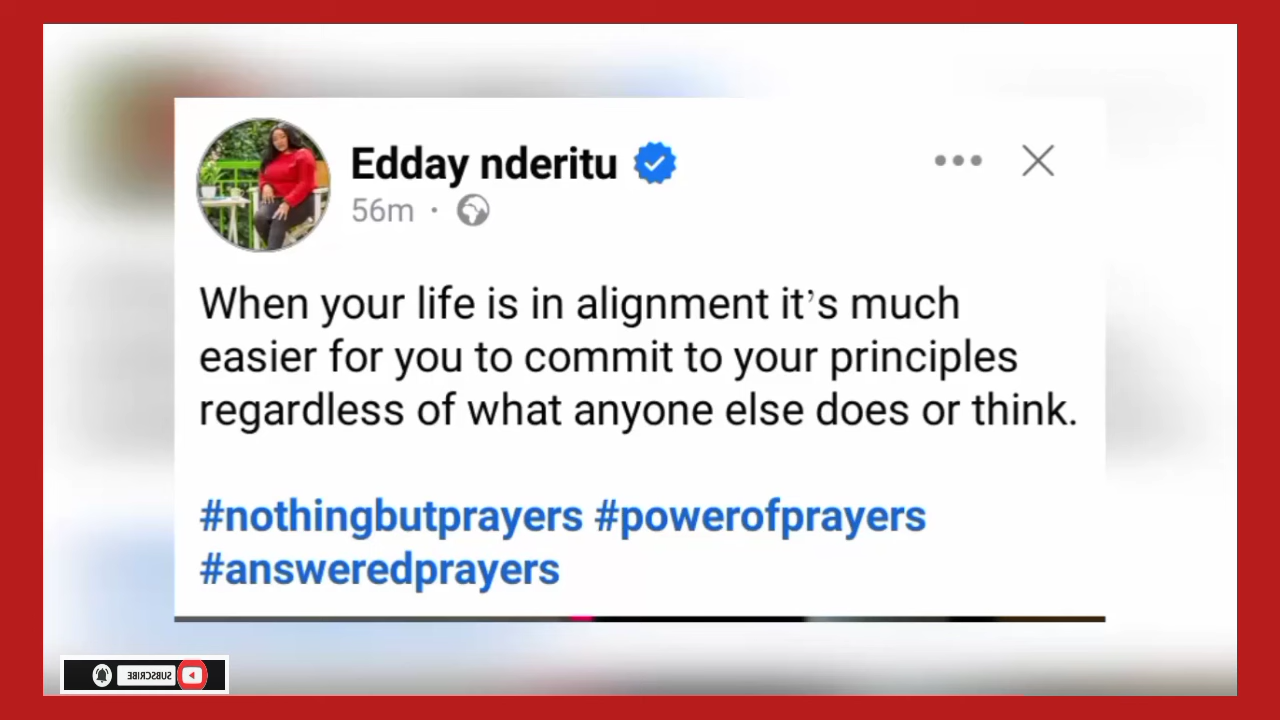 Edday nderitu
56m ·
When your life is in alignment it's much
easier for you to commit to your principles
regardless of what anyone else does or think.
#nothingbutprayers #powerofprayers
#answeredprayers
SUBSCRIBE